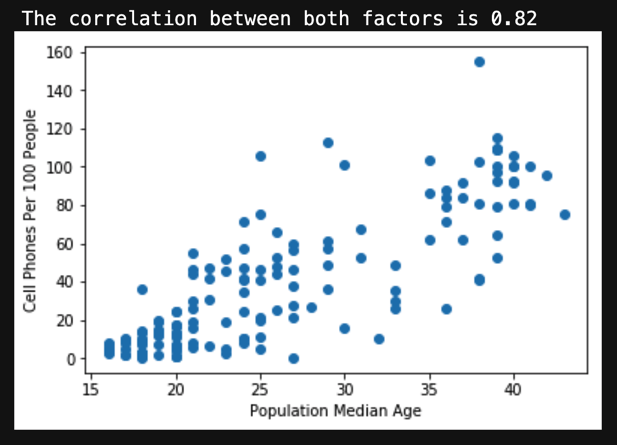 The correlation between both factors is 0.82
160
140
120
100
80
60
40
20
0
Cell Phones Per 100 People
15 20 25 30 35 40
Population Median Age